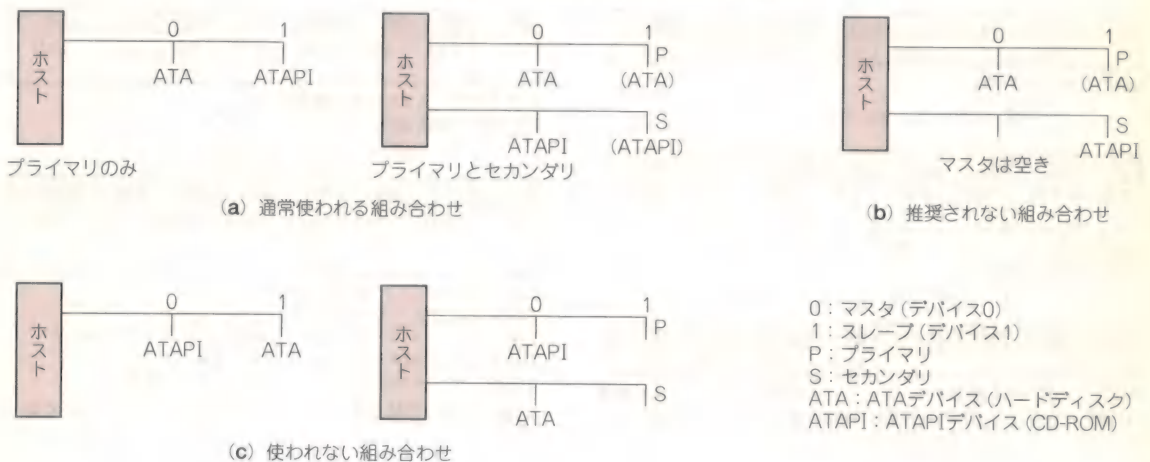 ホスト
0 1
ATA ATAPI
プライマリのみ
ホスト
0 1
P
ATA (ATA)
S
ATAPI (ATAPI)
プライマリとセカンダリ
(a) 通常使われる組み合わせ
ホスト
0 1
P
ATA (ATA)
S
ATAPI
マスタは空き
(b) 推奨されない組み合わせ
ホスト
0 1
ATAPI ATA
ホスト
0 1
P
ATAPI
S
ATA
(c) 使われない組み合わせ
0:マスタ(デバイス0)
1:スレーブ(デバイス1)
P:プライマリ
S:セカンダリ
ATA:ATAデバイス(ハードディスク)
ATAPI:ATAPIデバイス(CD-ROM)